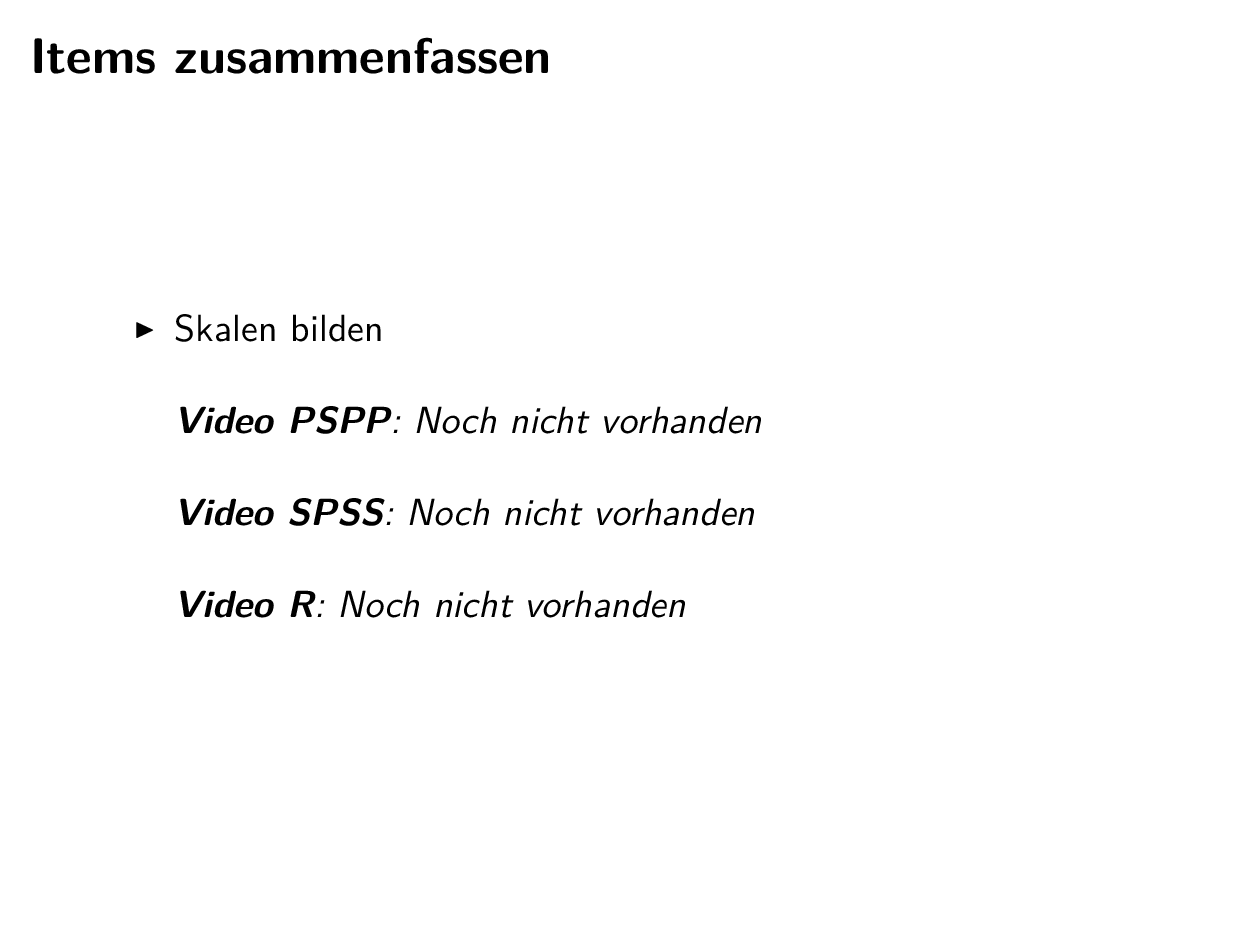 Items zusammenfassen
▶ Skalen bilden
Video PSPP: Noch nicht vorhanden
Video SPSS: Noch nicht vorhanden
Video R: Noch nicht vorhanden